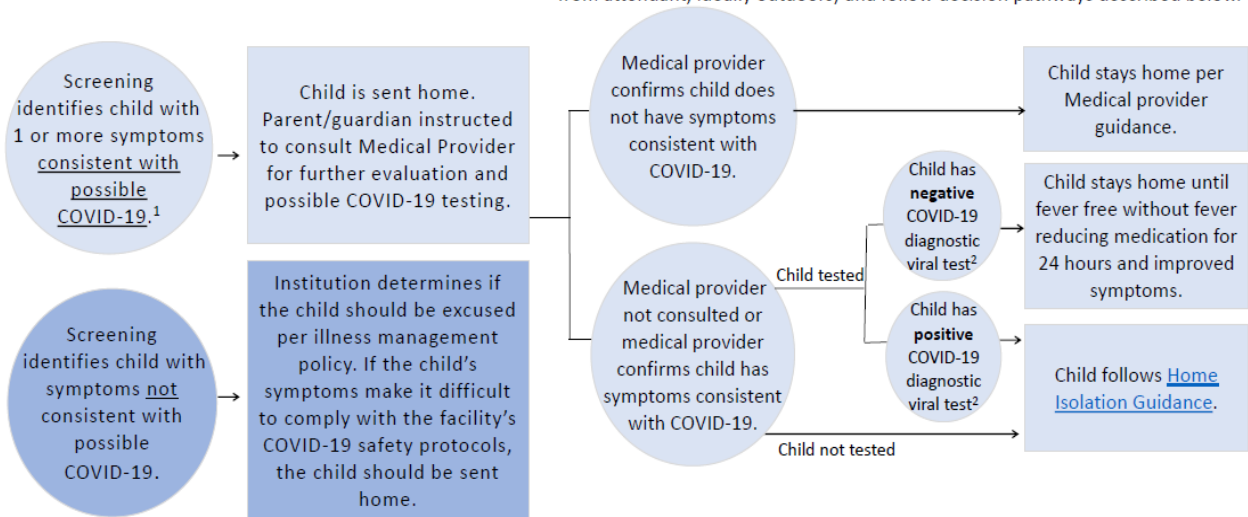 Screening
identifies child with
1 or more symptoms
consistent with
possible
COVID-19.1
Child is sent home.
Parent/guardian instructed
to consult Medical Provider
for further evaluation and
possible COVID-19 testing.
Medical provider
confirms child does
not have symptoms
consistent with
COVID-19.
Child stays home per
Medical provider
guidance.
Medical provider
not consulted or
medical provider
confirms child has
symptoms consistent
with COVID-19.
Child tested
Child has
negative
COVID-19
diagnostic
viral test2
Child stays home until
fever free without fever
reducing medication for
24 hours and improved
symptoms.
Child has
positive
COVID-19
diagnostic
viral test2
Child follows Home
Isolation Guidance.
Child not tested
Screening
identifies child with
symptoms not
consistent with
possible
COVID-19.
Institution determines if
the child should be excused
per illness management
policy. If the child’s
symptoms make it difficult
to comply with the facility’s
COVID-19 safety protocols,
the child should be sent
home.